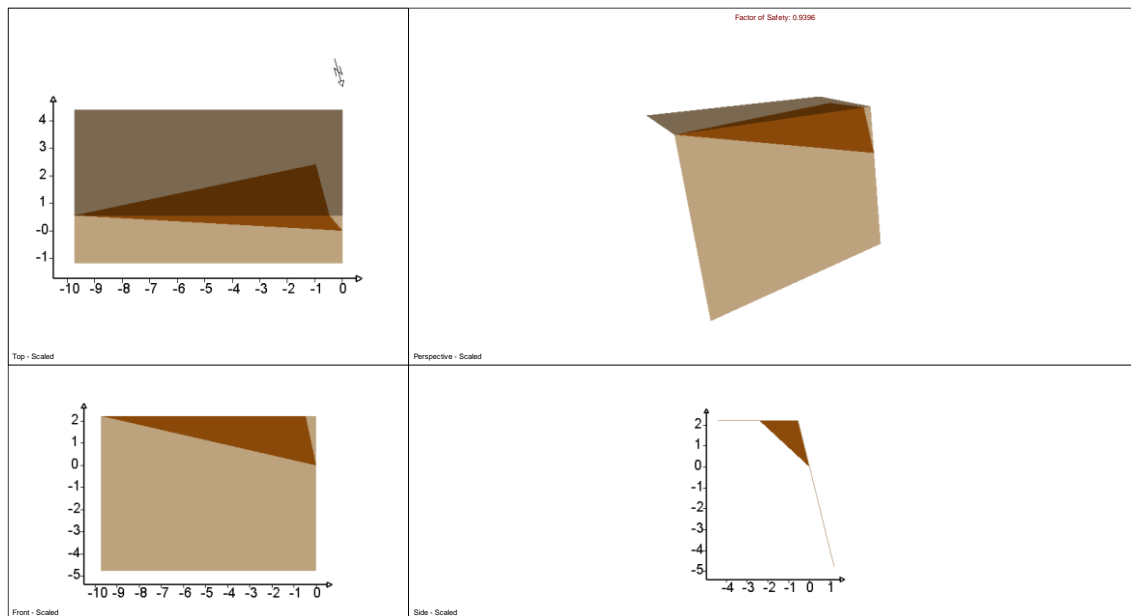 Factor of Safety: 0.9396
N
4
3
2
1
-0
-1
-10 -9 -8 -7 -6 -5 -4 -3 -2 -1 0
Top - Scaled
Perspective - Scaled
2
1
0
-1
-2
-3
-4
-5
-10 -9 -8 -7 -6 -5 -4 -3 -2 -1 0
Front - Scaled
2
1
0
-1
-2
-3
-4
-5
-4 -3 -2 -1 0 1
Side - Scaled